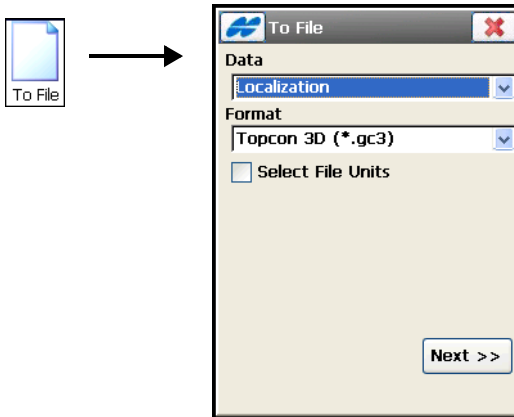 To File
To File
Data
Localization
Format
Topcon 3D (*.gc3)
Select File Units
Next >>